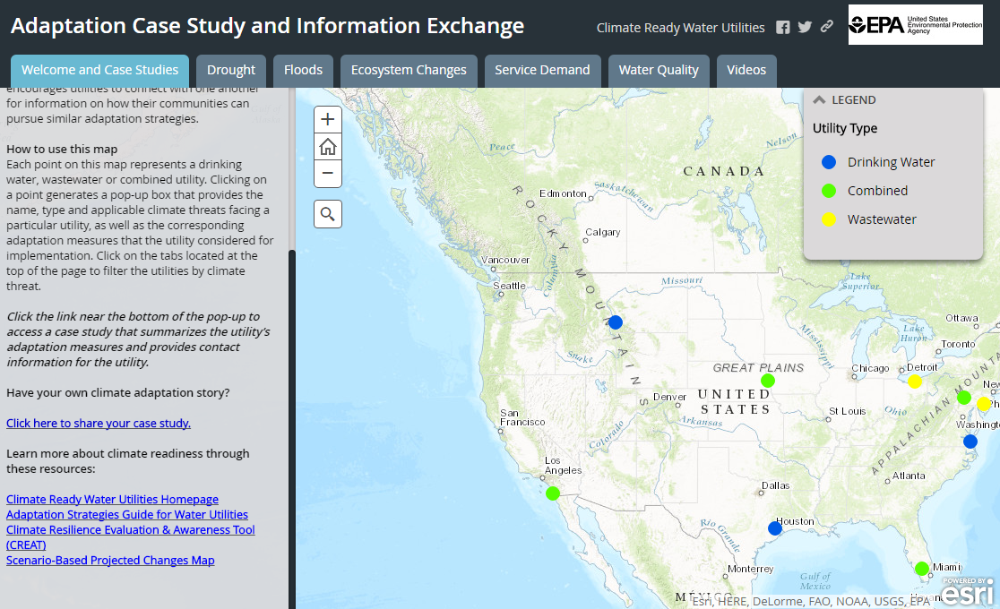 Adaptation Case Study and Information Exchange
Climate Ready Water Utilities
EPA
United States
Environmental Protection
Agency
Welcome and Case Studies
Drought
Floods
Ecosystem Changes
Service Demand
Water Quality
Videos
encourages utilities to connect with one another
for information on how their communities can
pursue similar adaptation strategies.
How to use this map
Each point on this map represents a drinking
water, wastewater or combined utility. Clicking on
a point generates a pop-up box that provides the
name, type and applicable climate threats facing a
particular utility, as well as the corresponding
adaptation measures that the utility considered for
implementation. Click on the tabs located at the
top of the page to filter the utilities by climate
threat.
Click the link near the bottom of the pop-up to
access a case study that summarizes the utility's
adaptation measures and provides contact
information for the utility.
Have your own climate adaptation story?
Click here to share your case study.
Learn more about climate readiness through
these resources:
Climate Ready Water Utilities Homepage
Adaptation Strategies Guide for Water Utilities
Climate Resilience Evaluation & Awareness Tool
(CREAT)
Scenario-Based Projected Changes Map
+
−
LEGEND
Utility Type
Drinking Water
Combined
Wastewater
Peace
Nelson
CANADA
Edmonton
Saskatchewan
Calgary
ROCKY MOUNTAINS
Vancouver
Columbia
Seattle
Missouri
Lake
Superior
Ottawa
Lake
Huron
Toronto
Mississippi
Snake
GREAT PLAINS
Chicago
Detroit
New
Denver
UNITED
STATES
St Louis
Ohio
Ph
Washingt
APPALACHIAN MOUNTA
San
Francisco
Colorado
Arkansas
Los
Angeles
Atlanta
Dallas
Houston
Río Grande
Monterrey
Gulf of
Mexico
Miami
MÉXICO
Havan
Esri, HERE, DeLorme, FAO, NOAA, USGS, EPA
POWERED BY
esri